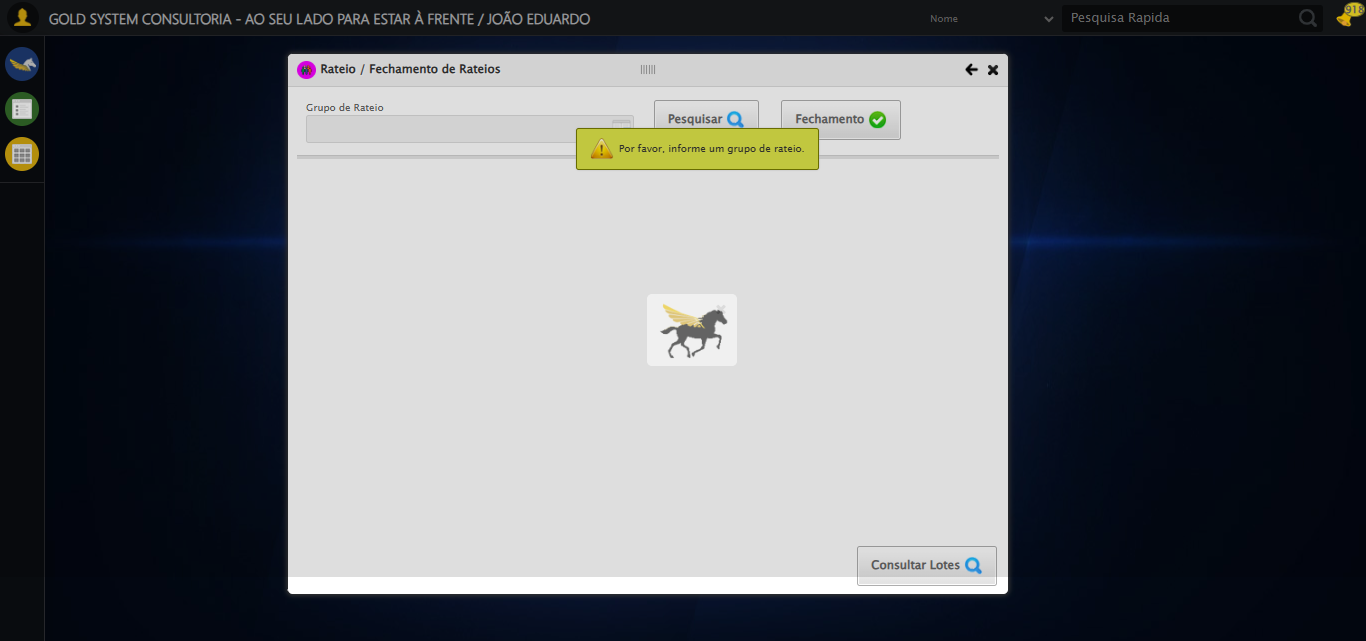 GOLD SYSTEM CONSULTORIA - AO SEU LADO PARA ESTAR À FRENTE / JOÃO EDUARDO
Nome
Pesquisa Rapida
918
Rateio / Fechamento de Rateios
Grupo de Rateio
Pesquisar
Fechamento
Por favor, informe um grupo de rateio.
Consultar Lotes